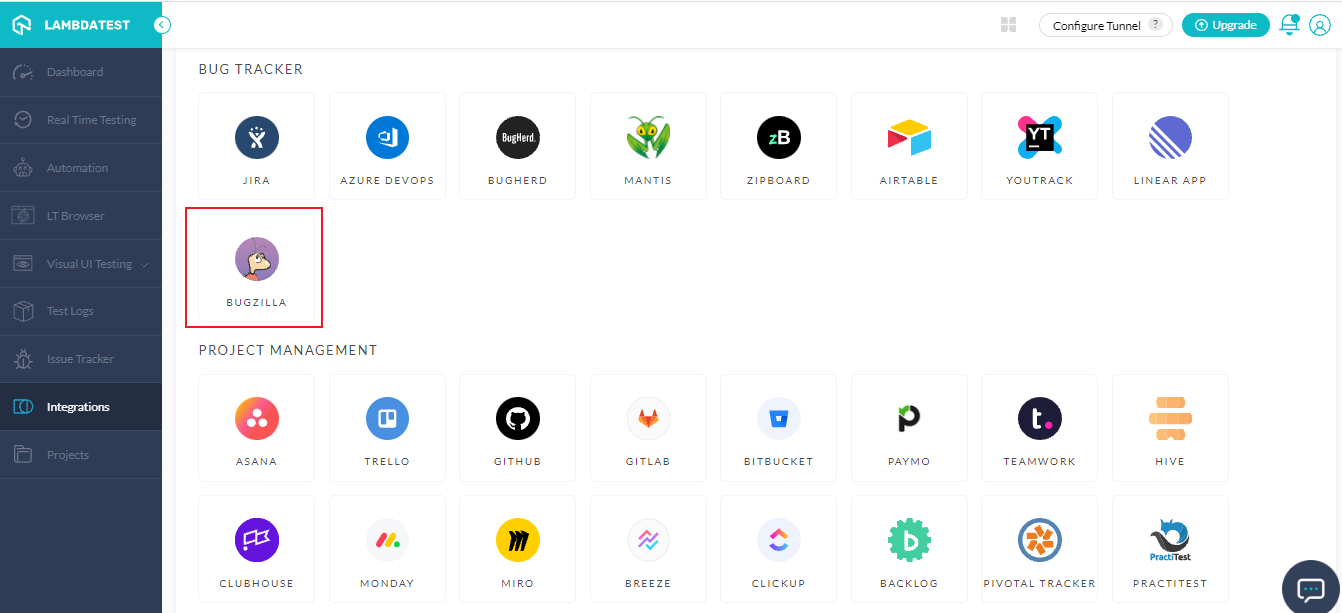 LAMBDATEST
Configure Tunnel ?
Upgrade
Dashboard
Real Time Testing
Automation
LT Browser
Visual UI Testing
Test Logs
Issue Tracker
Integrations
Projects
BUG TRACKER
BugHerd.
zB
YT
JIRA AZURE DEVOPS BUGHERD MANTIS ZIPBOARD AIRTABLE YOUTRACK LINEAR APP
BUGZILLA
PROJECT MANAGEMENT
t.
ASANA TRELLO GITHUB GITLAB BITBUCKET PAYMO TEAMWORK HIVE
b
PractiTest
CLUBHOUSE MONDAY MIRO BREEZE CLICKUP BACKLOG PIVOTAL TRACKER PRACTITEST